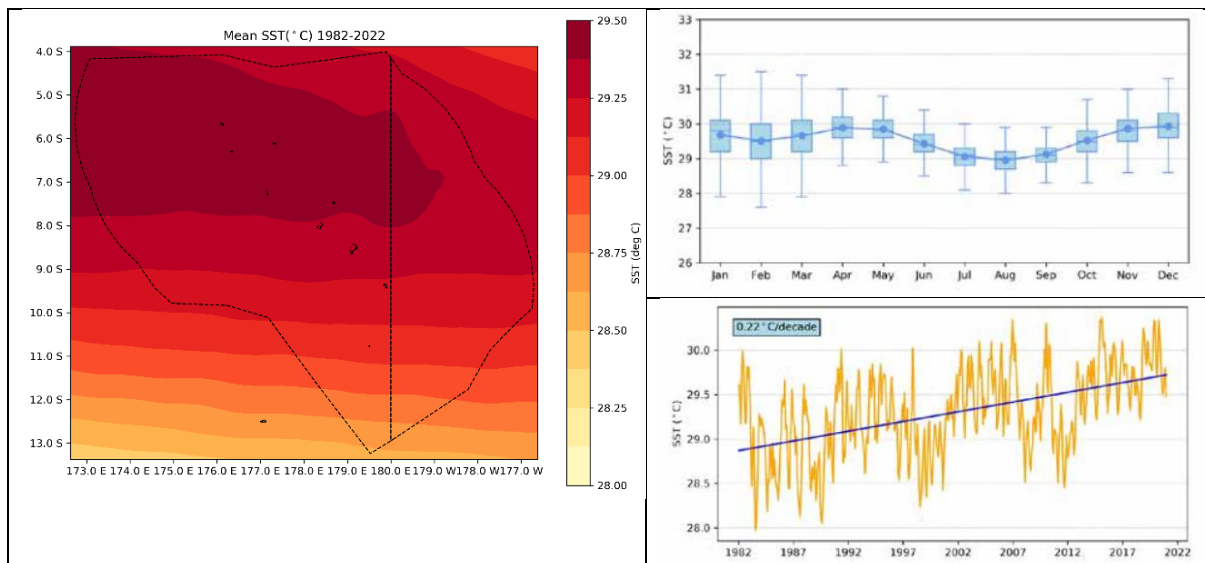 Mean SST(°C) 1982-2022
4.0 S
5.0 S
6.0 S
7.0 S
8.0 S
9.0 S
10.0 S
11.0 S
12.0 S
13.0 S
173.0 E 174.0 E 175.0 E 176.0 E 177.0 E 178.0 E 179.0 E 180.0 E 179.0 W 178.0 W 177.0 W
29.50
29.25
29.00
28.75
28.50
28.25
28.00
SST (deg C)
33
32
31
30
29
28
27
26
SST (°C)
Jan Feb Mar Apr May Jun Jul Aug Sep Oct Nov Dec
0.22°C/decade
30.0
29.5
29.0
28.5
28.0
SST (°C)
1982 1987 1992 1997 2002 2007 2012 2017 2022